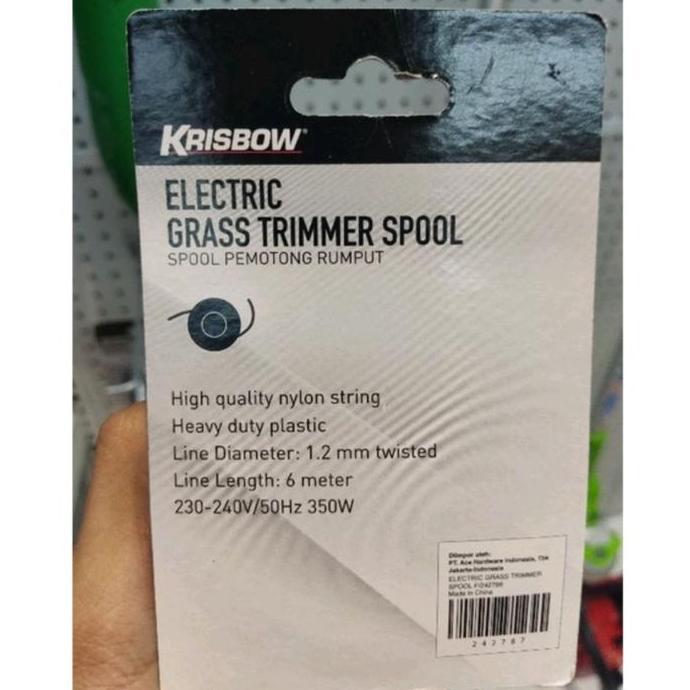 KRISBOW®
ELECTRIC
GRASS TRIMMER SPOOL
SPOOL PEMOTONG RUMPUT
High quality nylon string
Heavy duty plastic
Line Diameter: 1.2 mm twisted
Line Length: 6 meter
230-240V/50Hz 350W
Diimpor oleh:
PT. Ace Hardware Indonesia, Tbk
Jakarta-Indonesia
ELECTRIC GRASS TRIMMER
SPOOL
Made in China
242787